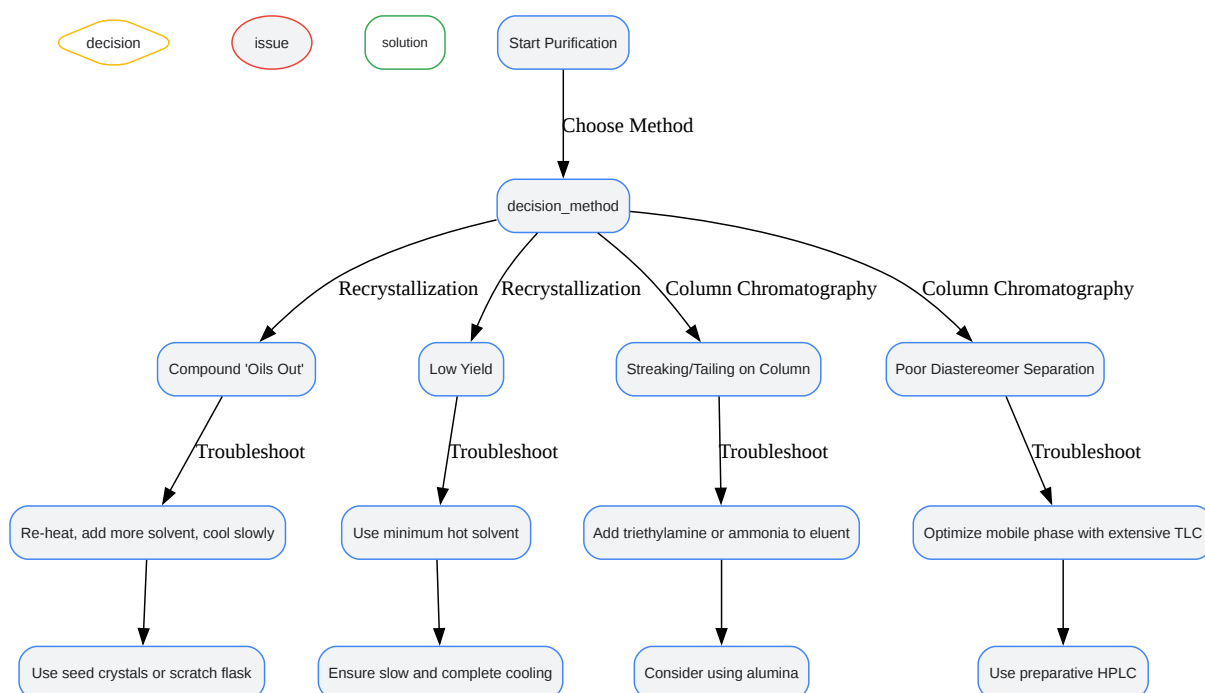 decision
issue
solution
Start Purification
Choose Method
decision_method
Recrystallization
Recrystallization
Column Chromatography
Column Chromatography
Compound 'Oils Out'
Low Yield
Streaking/Tailing on Column
Poor Diastereomer Separation
Troubleshoot
Troubleshoot
Troubleshoot
Troubleshoot
Re-heat, add more solvent, cool slowly
Use minimum hot solvent
Add triethylamine or ammonia to eluent
Optimize mobile phase with extensive TLC
Use seed crystals or scratch flask
Ensure slow and complete cooling
Consider using alumina
Use preparative HPLC